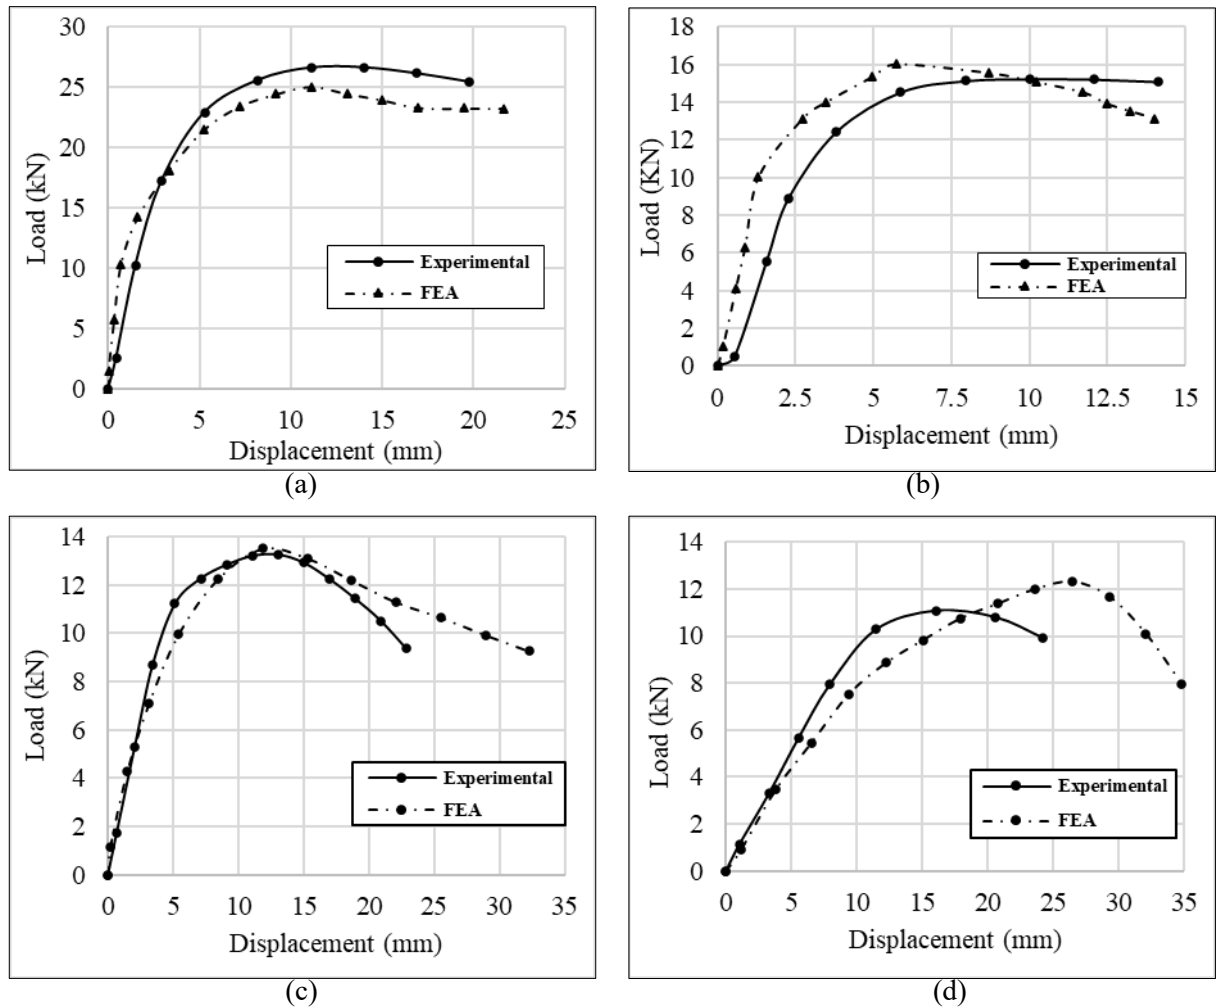 30
25
20
15
10
5
0
Load (kN)
Experimental
FEA
0 5 10 15 20 25
Displacement (mm)
(a)
18
16
14
12
10
8
6
4
2
0
Load (KN)
Experimental
FEA
0 2.5 5 7.5 10 12.5 15
Displacement (mm)
(b)
14
12
10
8
6
4
2
0
Load (kN)
Experimental
FEA
0 5 10 15 20 25 30 35
Displacement (mm)
(c)
14
12
10
8
6
4
2
0
Load (kN)
Experimental
FEA
0 5 10 15 20 25 30 35
Displacement (mm)
(d)